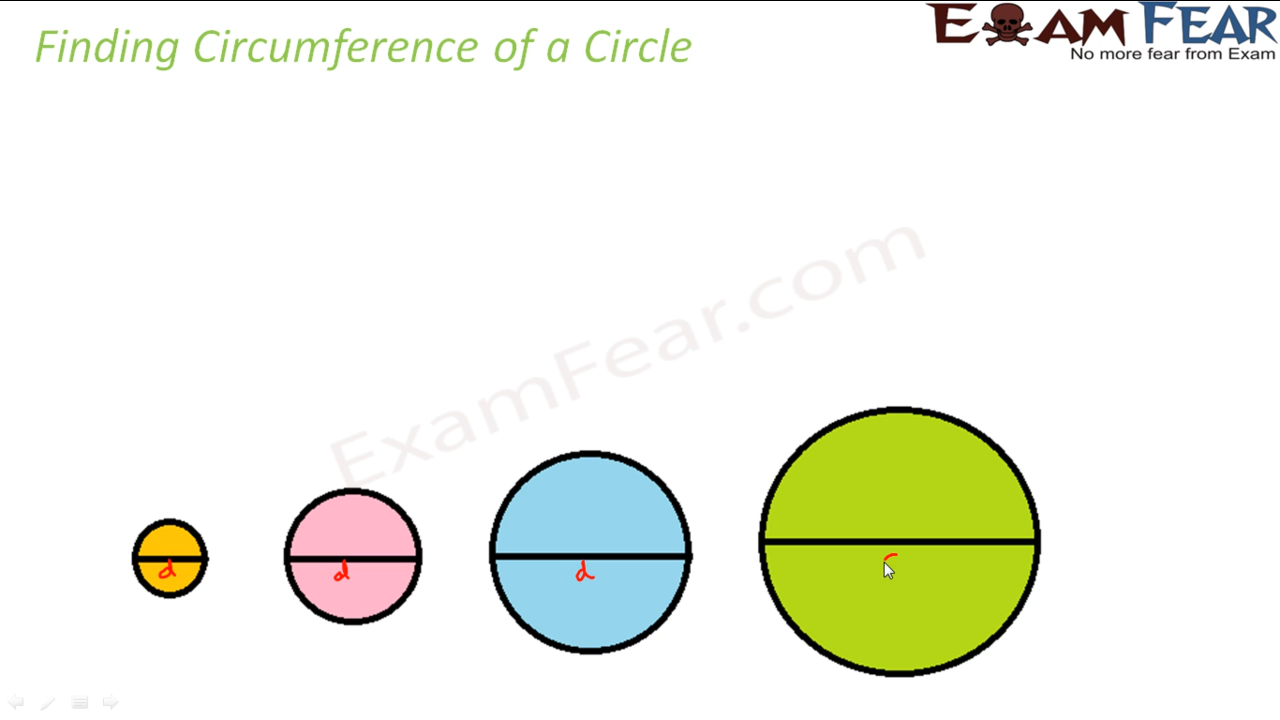 Finding Circumference of a Circle
EXAM FEAR
No more fear from Exam
ExamFear.com
d
d
d